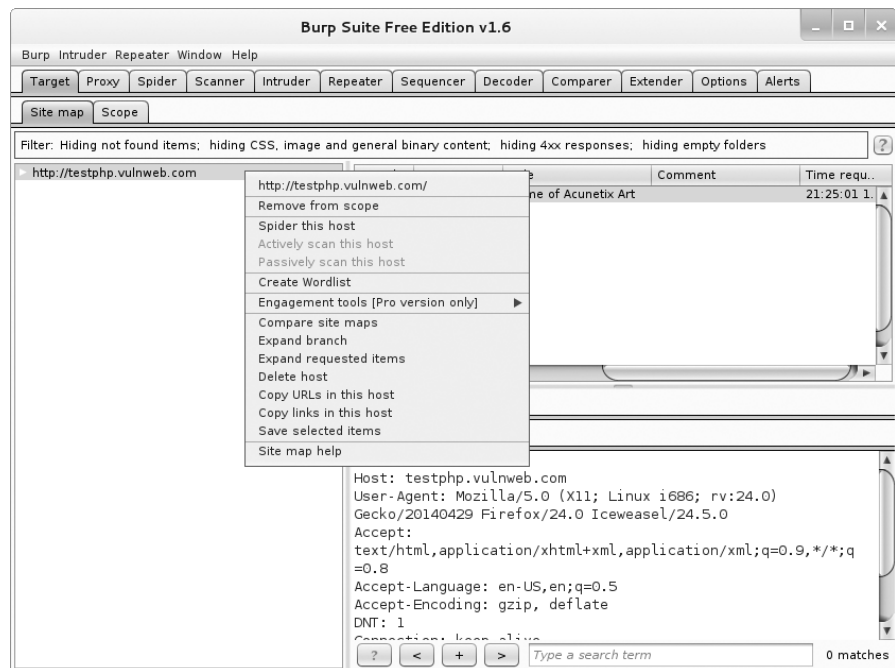 Burp Suite Free Edition v1.6
Burp Intruder Repeater Window Help
Target Proxy Spider Scanner Intruder Repeater Sequencer Decoder Comparer Extender Options Alerts
Site map Scope
Filter: Hiding not found items; hiding CSS, image and general binary content; hiding 4xx responses; hiding empty folders
?
http://testphp.vulnweb.com
Comment Time requ..
me of Acunetix Art 21:25:01 1.
http://testphp.vulnweb.com/
Remove from scope
Spider this host
Actively scan this host
Passively scan this host
Create Wordlist
Engagement tools [Pro version only]
Compare site maps
Expand branch
Expand requested items
Delete host
Copy URLs in this host
Copy links in this host
Save selected items
Site map help
Host: testphp.vulnweb.com
User-Agent: Mozilla/5.0 (X11; Linux i686; rv:24.0)
Gecko/20140429 Firefox/24.0 Iceweasel/24.5.0
Accept:
text/html,application/xhtml+xml,application/xml;q=0.9,*/*;q
=0.8
Accept-Language: en-US,en;q=0.5
Accept-Encoding: gzip, deflate
DNT: 1
Connection: keep-alive
? < + > Type a search term 0 matches